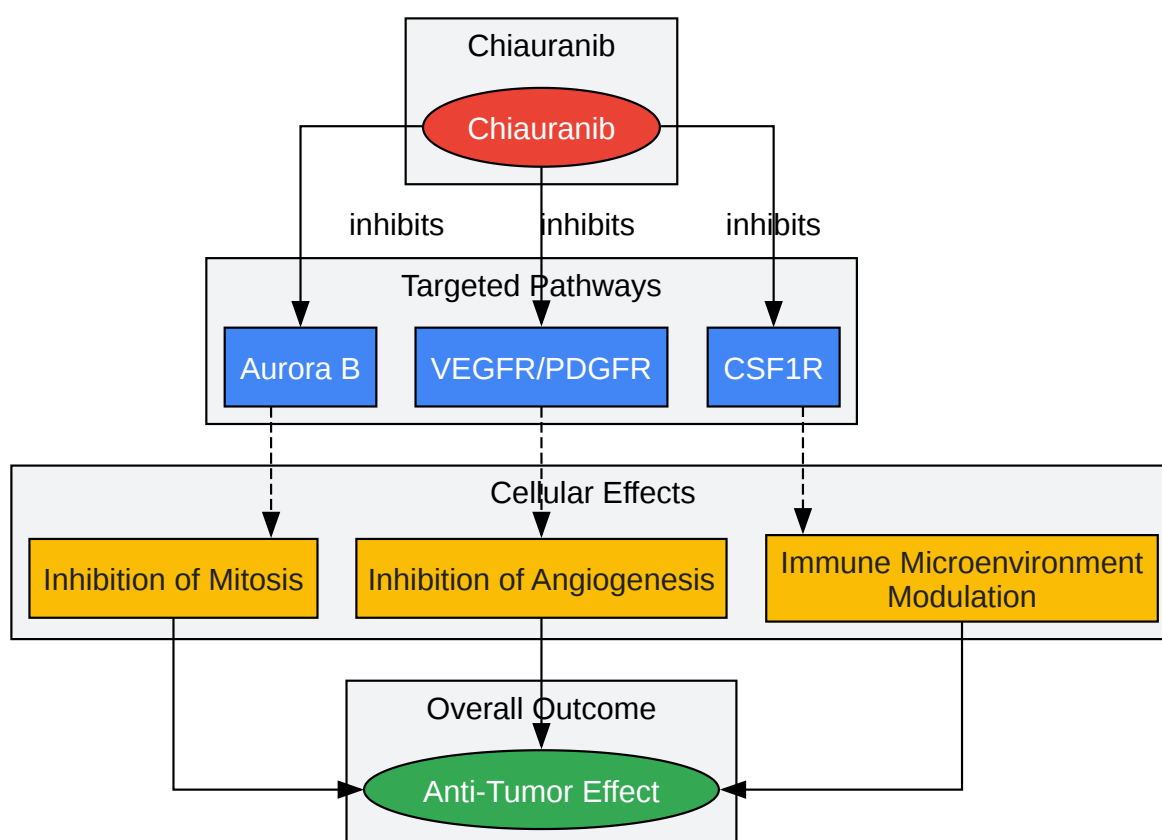 Chiauranib
Chiauranib
inhibits
inhibits
inhibits
Targeted Pathways
Aurora B
VEGFR/PDGFR
CSF1R
Cellular Effects
Inhibition of Mitosis
Inhibition of Angiogenesis
Immune Microenvironment
Modulation
Overall Outcome
Anti-Tumor Effect